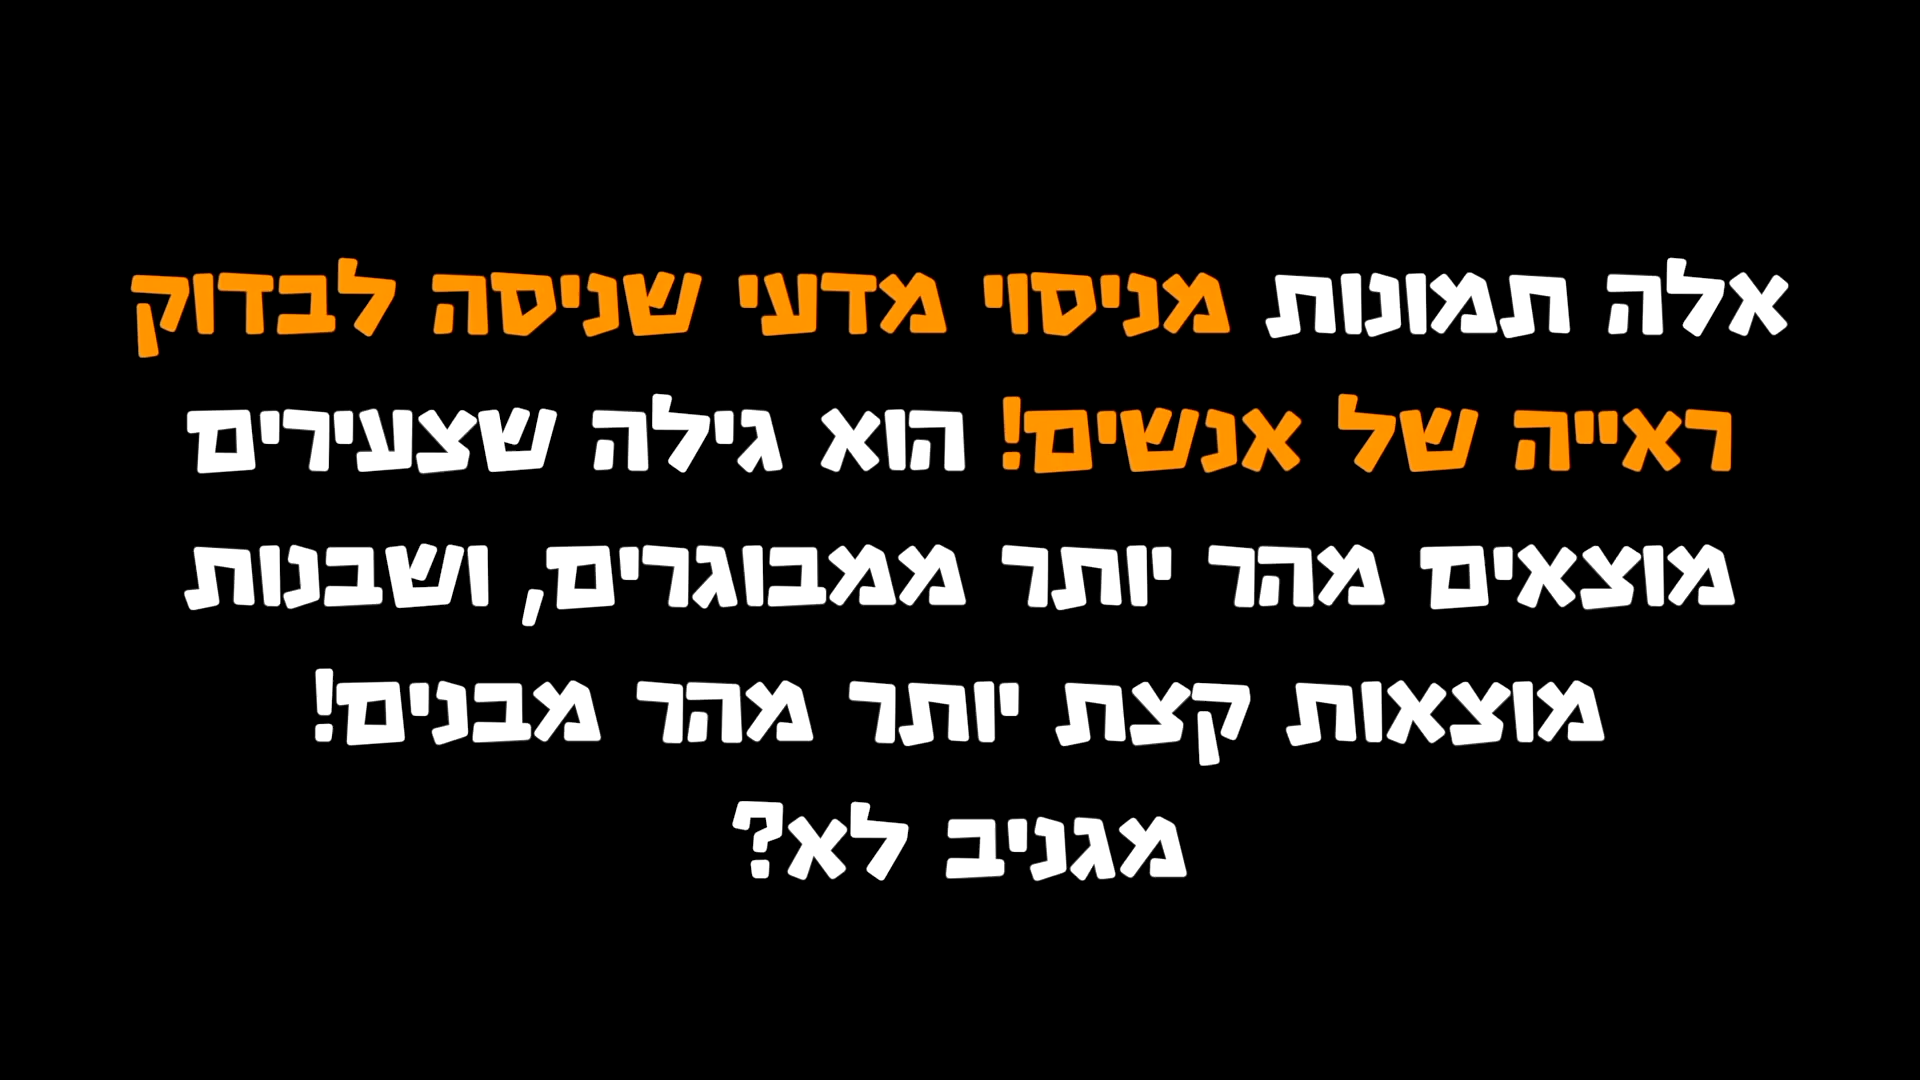 אלה תמונות מניסוי מדעי שניסה לבדוק
ראייה של אנשים! הוא גילה שצעירים
מוצאים מהר יותר ממבוגרים, ושבנות
מוצאות קצת יותר מהר מבנים!
מגניב לא?